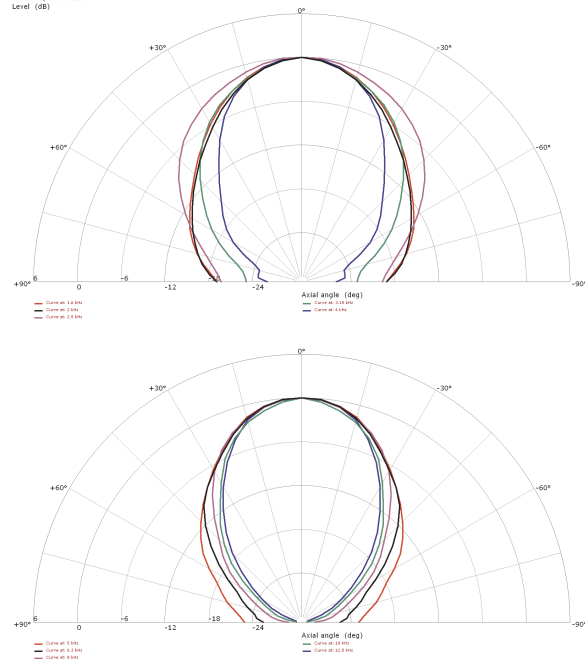 Level (dB)
0°
+30°
-30°
+60°
-60°
+90°
6
0
-6
-12
-24
-90°
Axial angle (deg)
Curve at: 1.6 kHz
Curve at: 3.15 kHz
Curve at: 2 kHz
Curve at: 4 kHz
Curve at: 2.5 kHz
0°
+30°
-30°
+60°
-60°
+90°
6
0
-6
-12
-18
-24
-90°
Axial angle (deg)
Curve at: 5 kHz
Curve at: 10 kHz
Curve at: 6.3 kHz
Curve at: 12.5 kHz
Curve at: 8 kHz